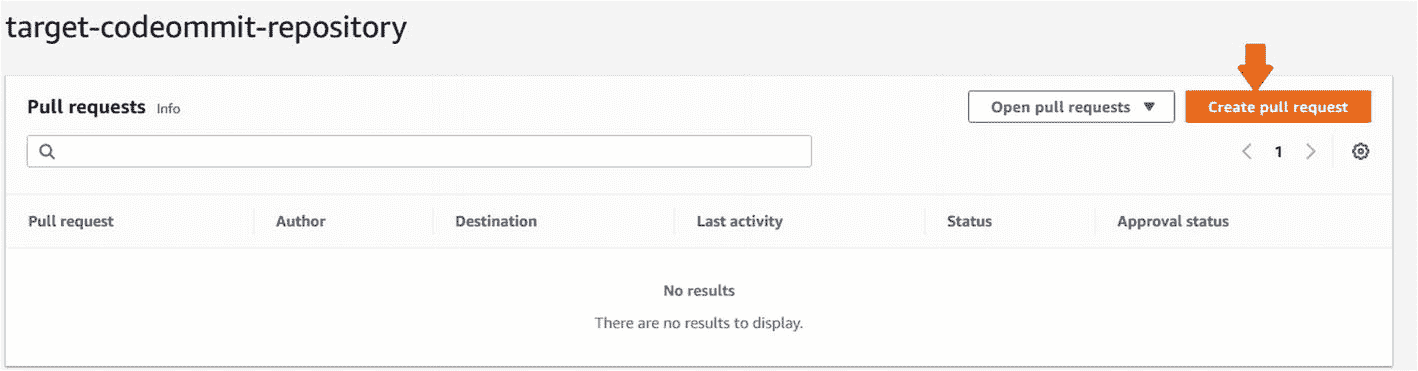 target-codeommit-repository
Pull requests Info
Open pull requests Create pull request
1
Pull request Author Destination Last activity Status Approval status
No results
There are no results to display.